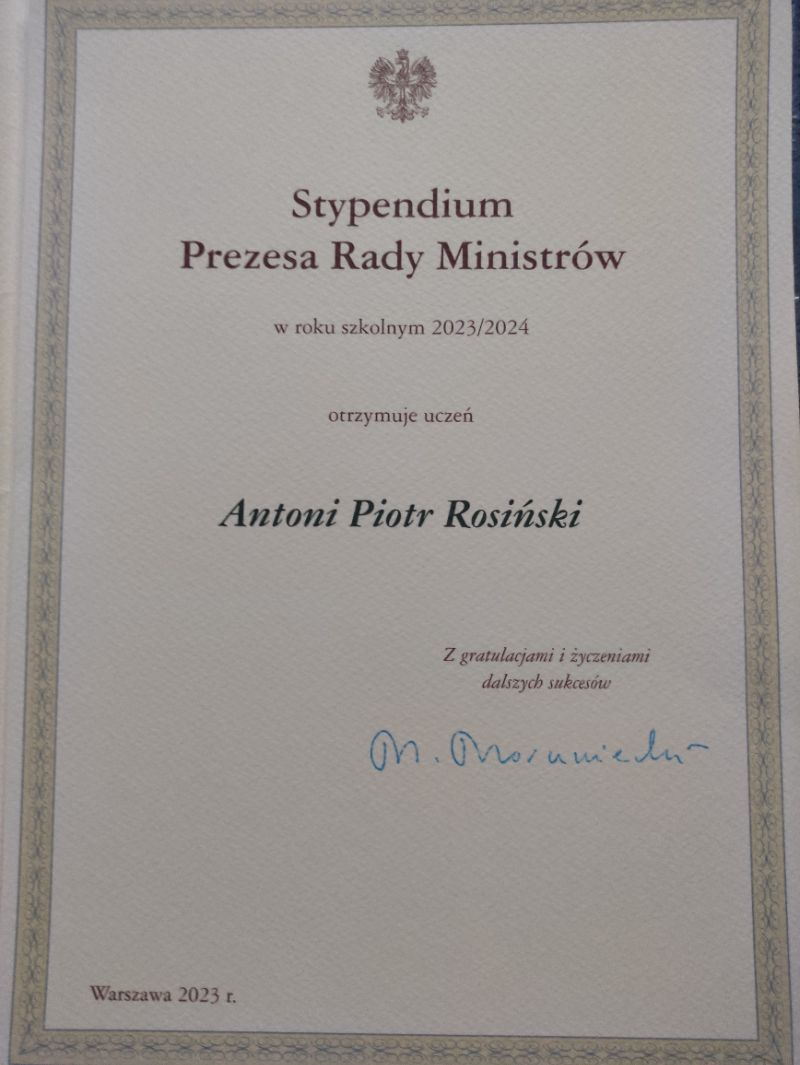 Stypendium
Prezesa Rady Ministrów
w roku szkolnym 2023/2024
otrzymuje uczeń
Antoni Piotr Rosiński
Z gratulacjami i życzeniami
dalszych sukcesów
M. Morawiecki
Warszawa 2023 r.